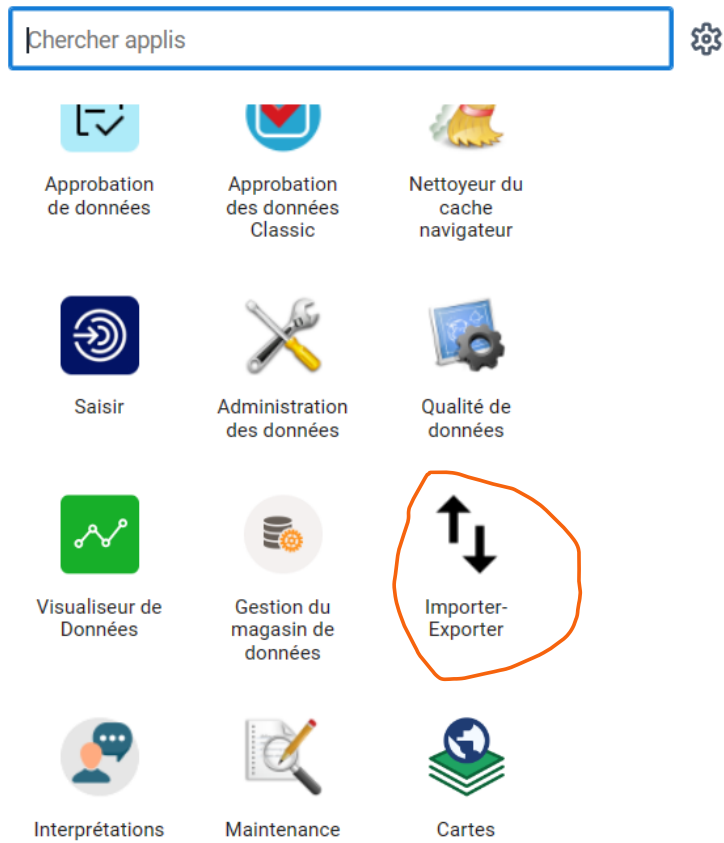 Chercher applis
Approbation
de données
Approbation
des données
Classic
Nettoyeur du
cache
navigateur
Saisir
Administration
des données
Qualité de
données
Visualiseur de
Données
Gestion du
magasin de
données
Importer-
Exporter
Interprétations
Maintenance
Cartes